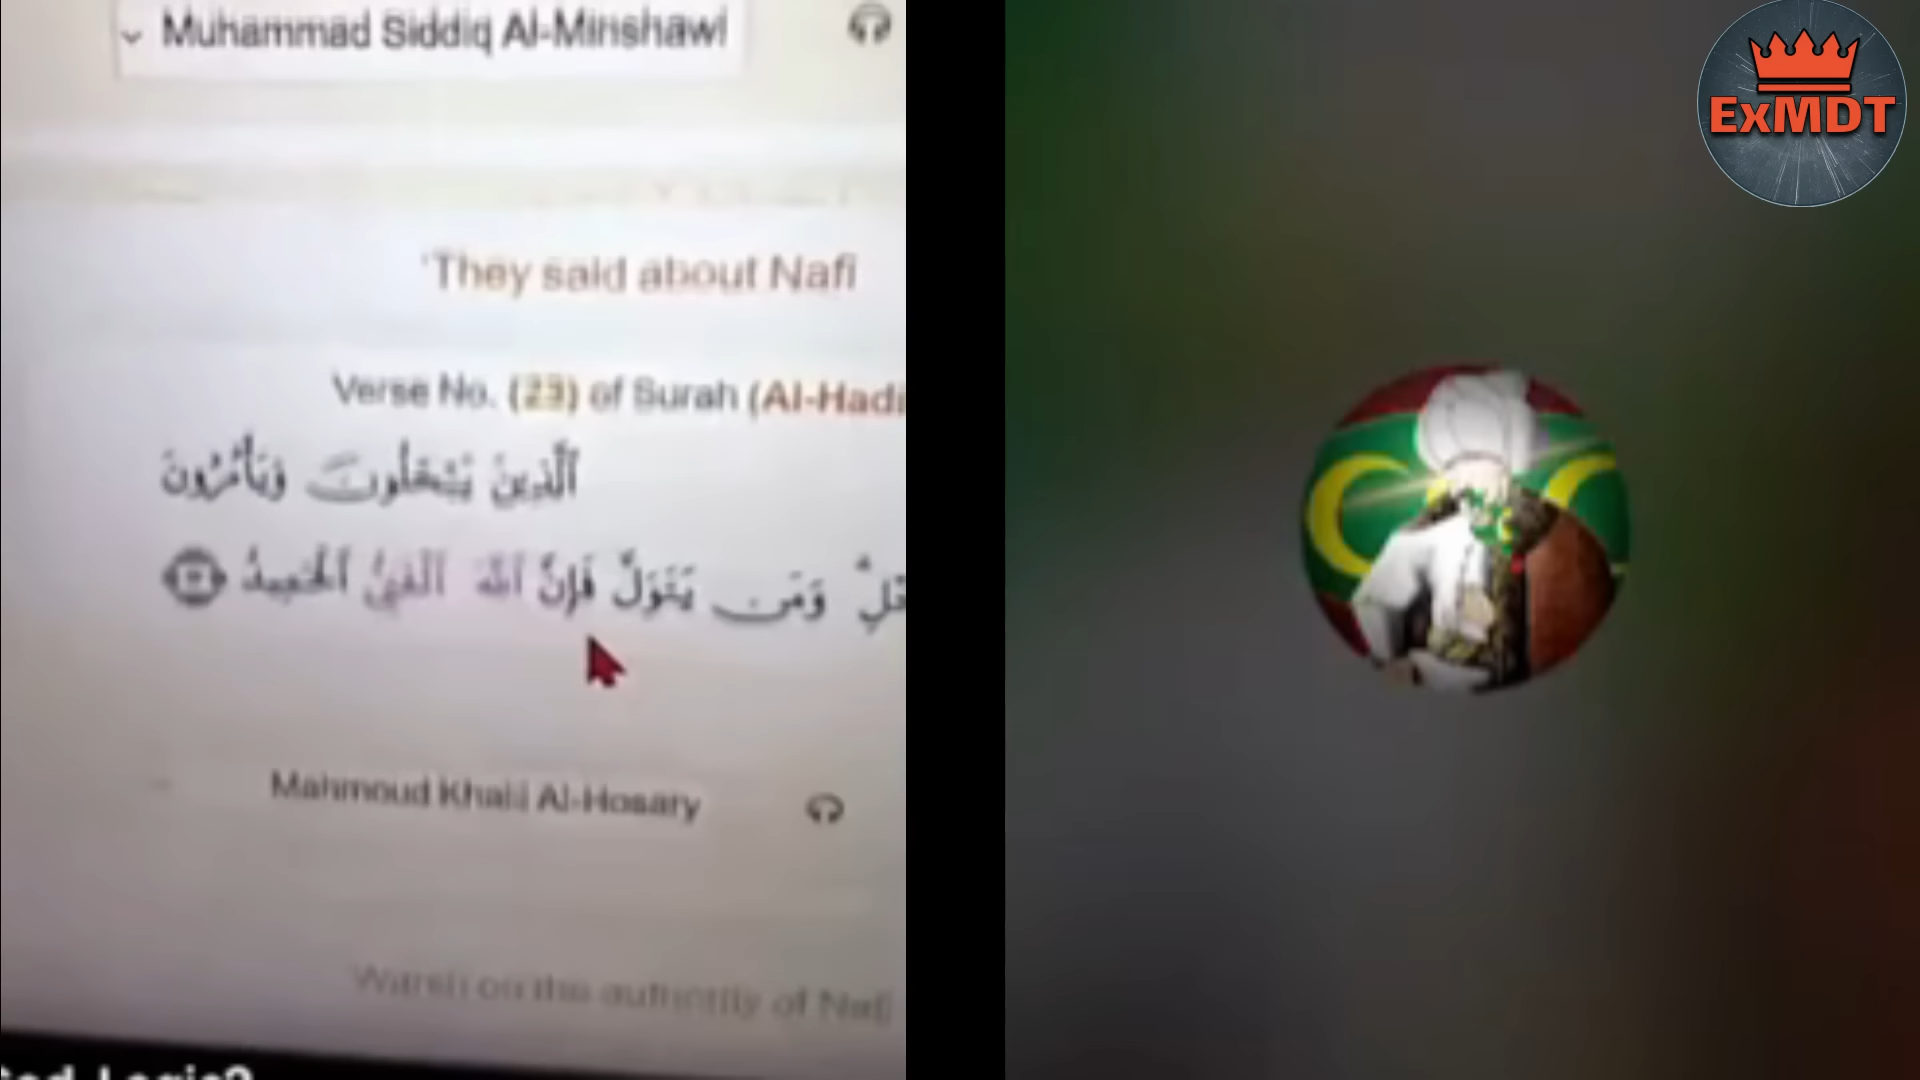 Muhammad Siddiq Al-Minshawi
ExMDT
'They said about Nafi
Verse No. (23) of Surah (Al-Hadi
ٱلَّذِينَ يَبْخَلُونَ وَيَأْمُرُونَ
وَمَن يَتَوَلَّ فَإِنَّ ٱللَّهَ ٱلْغَنِىُّ ٱلْحَمِيدُ
Mahmoud Khalil Al-Hosary
Warsh on the authority of Nafi